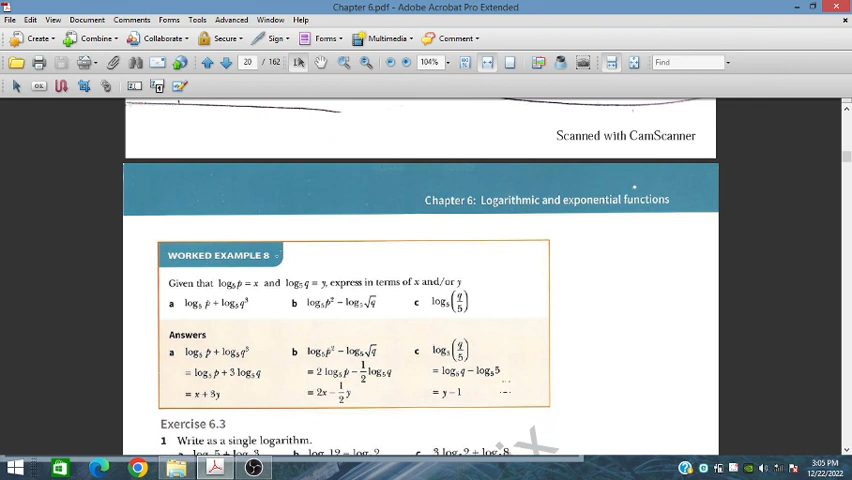 Chapter 6.pdf - Adobe Acrobat Pro Extended
File Edit View Document Comments Forms Tools Advanced Window Help
Create Combine Collaborate Secure Sign Forms Multimedia Comment
20 / 162 104% Find
Scanned with CamScanner
Chapter 6: Logarithmic and exponential functions
WORKED EXAMPLE 8
Given that log₅ p = x and log₅ q = y, express in terms of x and/or y
a log₅ p + log₅ q³ b log₅ p² − log₅ √q c log₅ (q/5)
Answers
a log₅ p + log₅ q³ b log₅ p² − log₅ √q c log₅ (q/5)
= log₅ p + 3 log₅ q = 2 log₅ p − 1/2 log₅ q = log₅ q − log₅ 5
= x + 3y = 2x − 1/2 y = y − 1
Exercise 6.3
1 Write as a single logarithm.
3:05 PM
12/22/2022